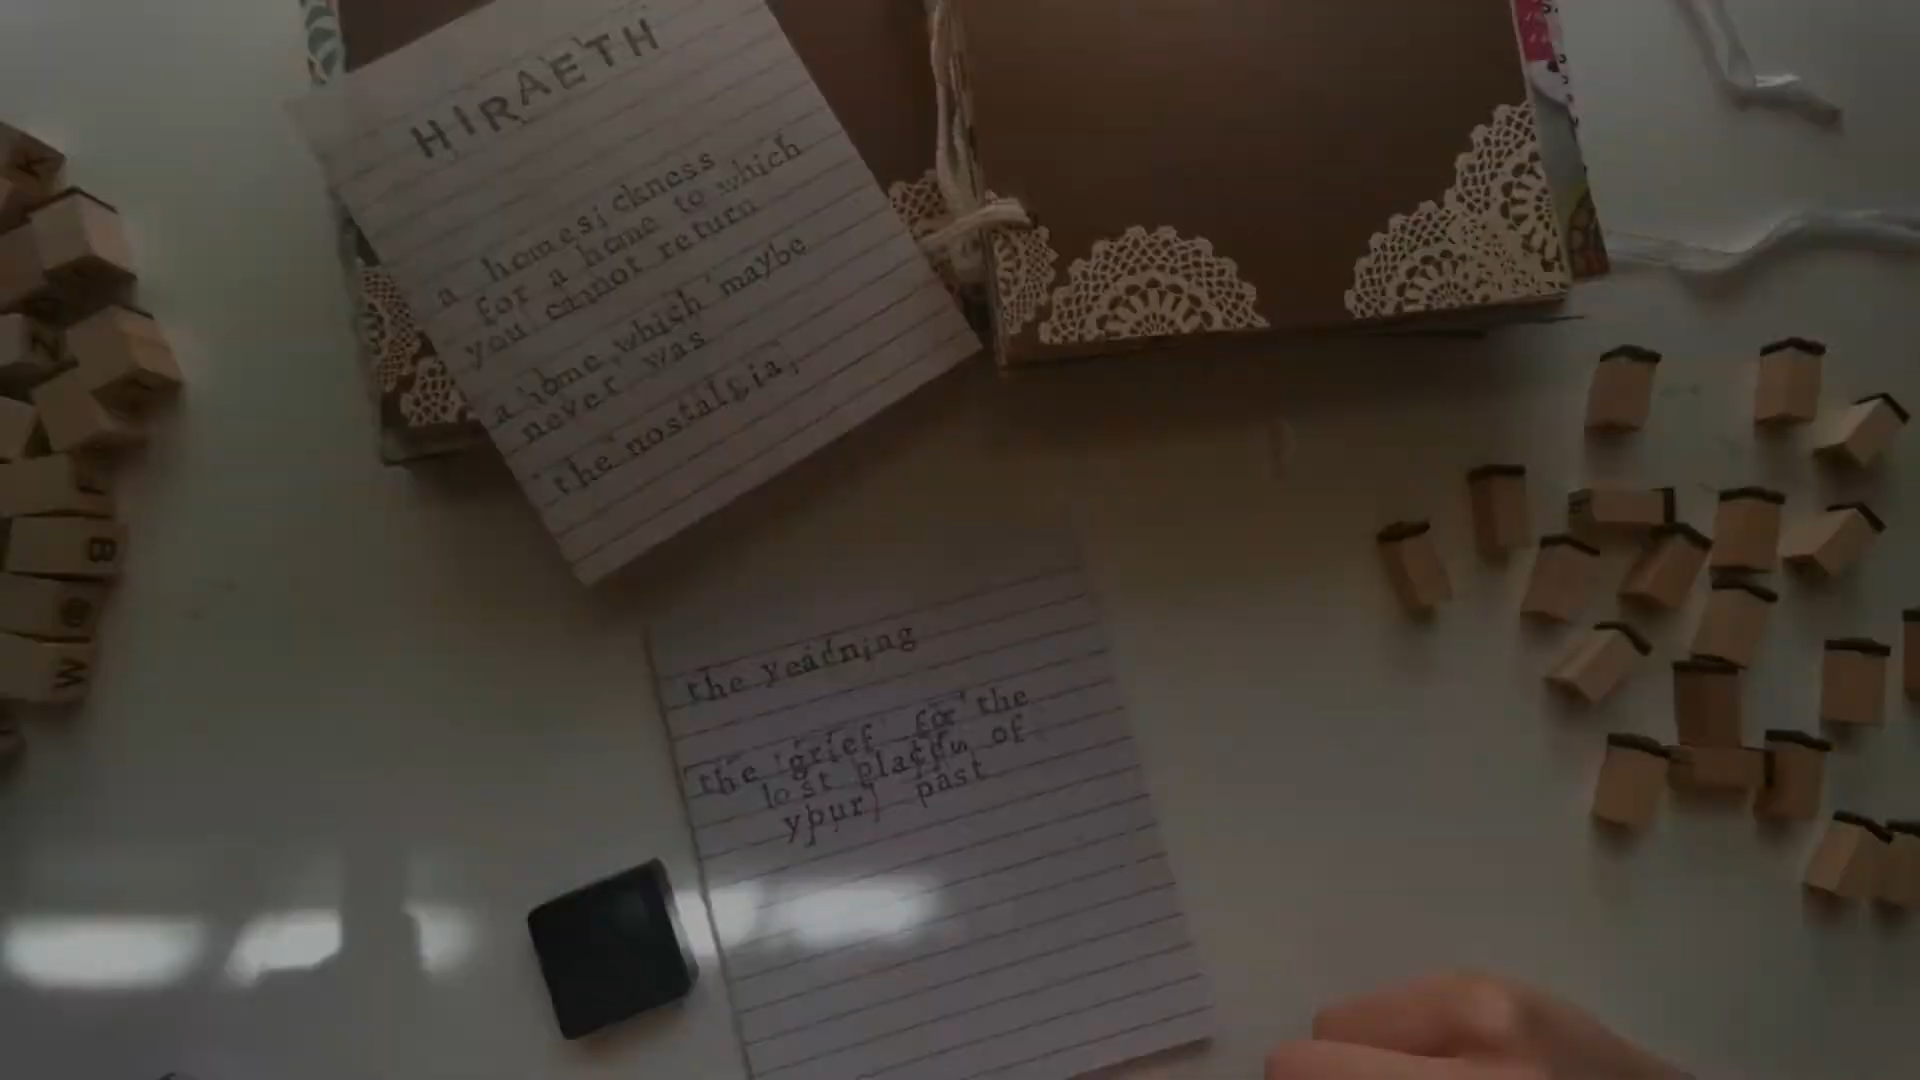 HIRAETH
a homesickness
for a home to which
you cannot return
a home which maybe
never was
the nostalgia,
the yearning
the grief for the
lost places of
your past
K
N
B
@
M